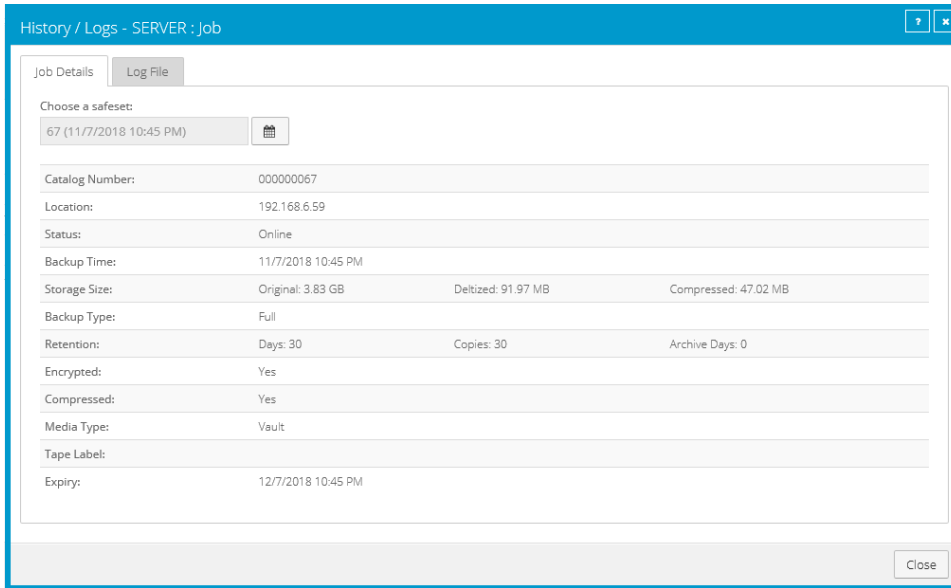 History / Logs - SERVER : Job
? x
Job Details Log File
Choose a safeset:
67 (11/7/2018 10:45 PM)
Catalog Number: 000000067
Location: 192.168.6.59
Status: Online
Backup Time: 11/7/2018 10:45 PM
Storage Size: Original: 3.83 GB Deltized: 91.97 MB Compressed: 47.02 MB
Backup Type: Full
Retention: Days: 30 Copies: 30 Archive Days: 0
Encrypted: Yes
Compressed: Yes
Media Type: Vault
Tape Label:
Expiry: 12/7/2018 10:45 PM
Close